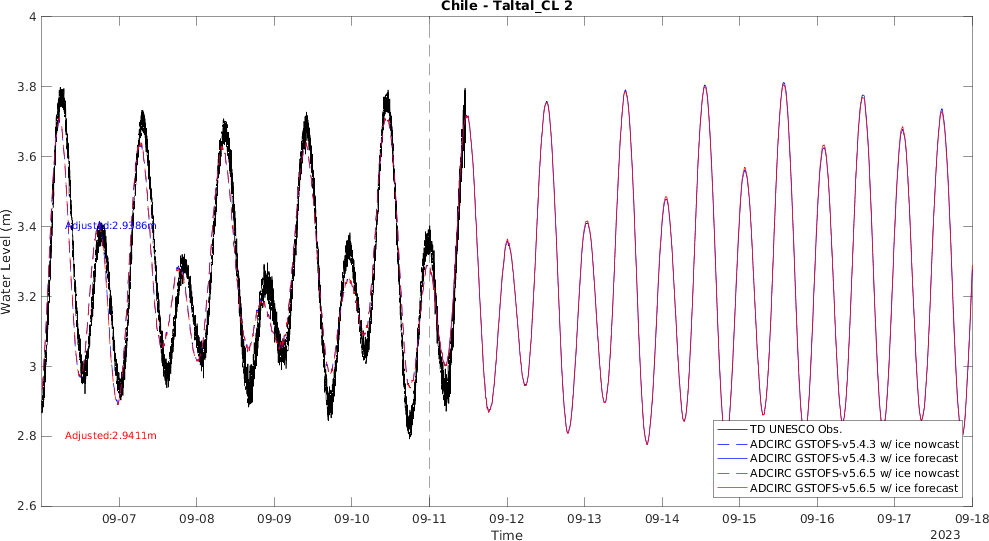 Chile - Taltal_CL 2
4
3.8
3.6
3.4
3.2
3
2.8
2.6
Water Level (m)
Adjusted:2.9386m
Adjusted:2.9411m
TD UNESCO Obs.
ADCIRC GSTOFS-v5.4.3 w/ ice nowcast
ADCIRC GSTOFS-v5.4.3 w/ ice forecast
ADCIRC GSTOFS-v5.6.5 w/ ice nowcast
ADCIRC GSTOFS-v5.6.5 w/ ice forecast
09-07 09-08 09-09 09-10 09-11 09-12 09-13 09-14 09-15 09-16 09-17 09-18
Time
2023